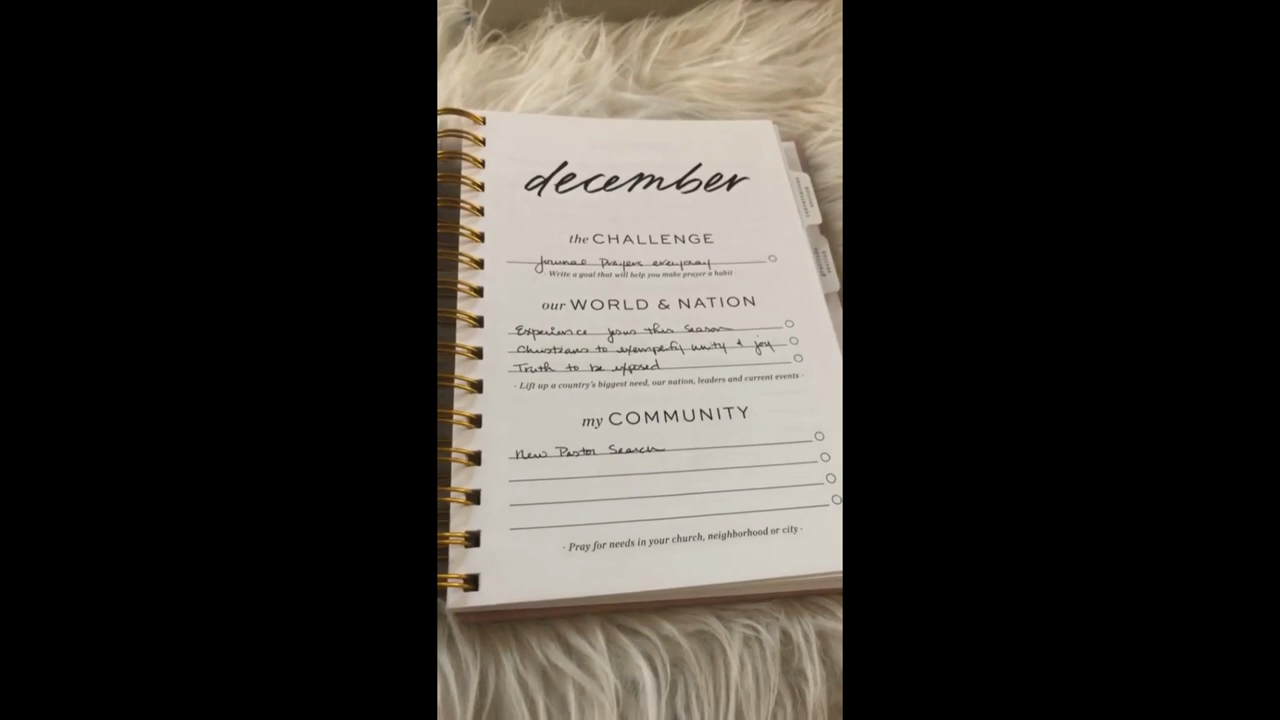 december
the CHALLENGE
journal Prayers everyday
· Write a goal that will help you make prayer a habit ·
our WORLD & NATION
Experience Jesus this Season
Christians to exemplify unity & joy
Truth to be exposed
· Lift up a country's biggest need, our nation, leaders and current events ·
my COMMUNITY
New Pastor Search
· Pray for needs in your church, neighborhood or city ·